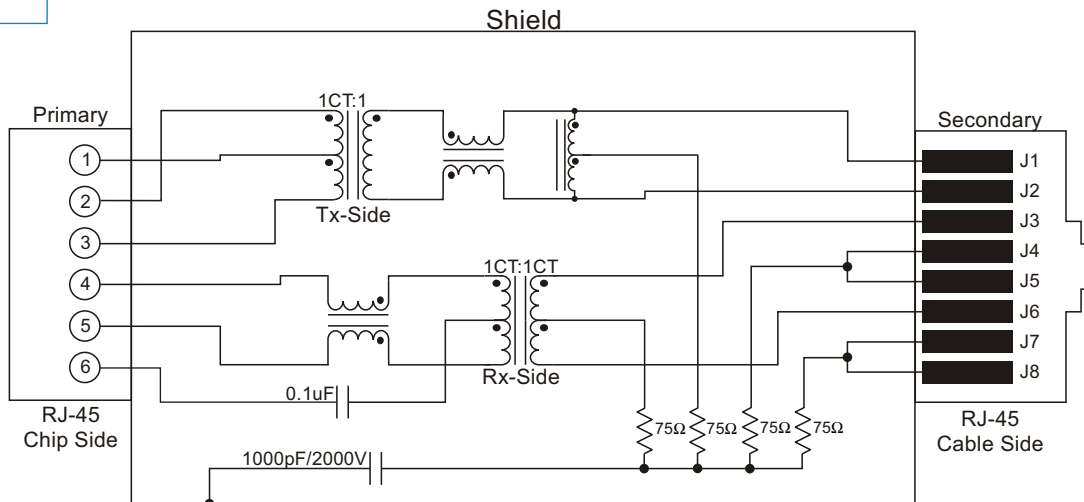 Shield
Primary
1CT:1
Secondary
1
J1
2
J2
Tx-Side
3
J3
1CT:1CT
J4
4
J5
5
J6
6
J7
Rx-Side
J8
0.1uF
RJ-45
Chip Side
75Ω
75Ω
75Ω
75Ω
RJ-45
Cable Side
1000pF/2000V